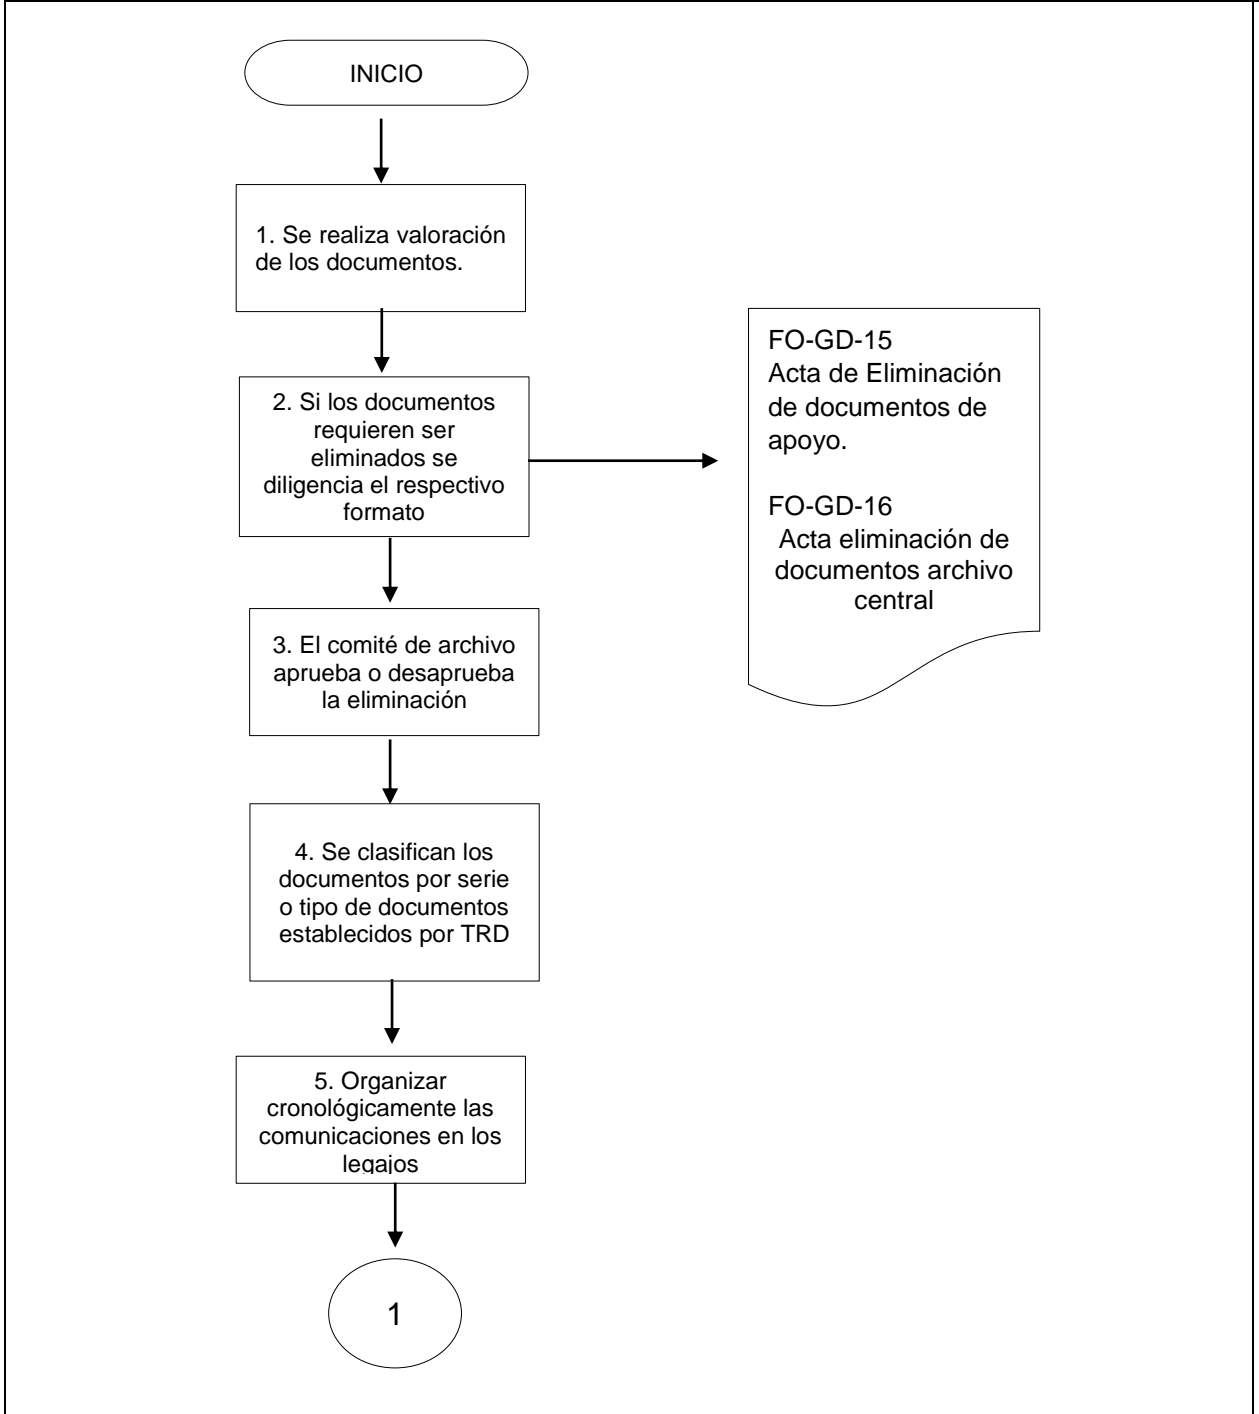 INICIO
1. Se realiza valoración
de los documentos.
2. Si los documentos
requieren ser
eliminados se
diligencia el respectivo
formato
FO-GD-15
Acta de Eliminación
de documentos de
apoyo.
FO-GD-16
Acta eliminación de
documentos archivo
central
3. El comité de archivo
aprueba o desaprueba
la eliminación
4. Se clasifican los
documentos por serie
o tipo de documentos
establecidos por TRD
5. Organizar
cronológicamente las
comunicaciones en los
legajos
1